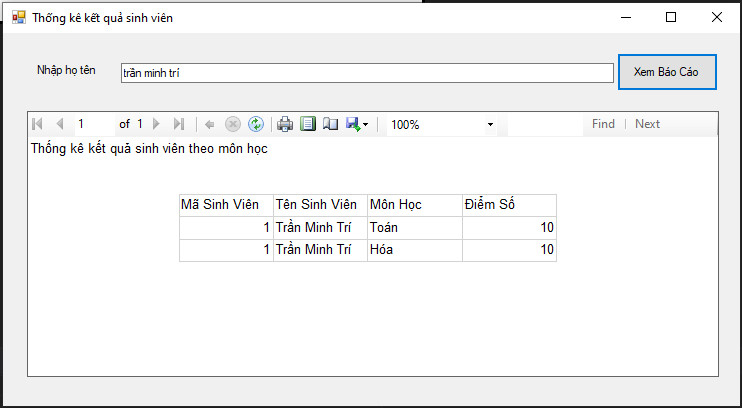 Thống kê kết quả sinh viên
Nhập họ tên
trần minh trí
Xem Báo Cáo
1 of 1 100% Find | Next
Thống kê kết quả sinh viên theo môn học
Mã Sinh Viên Tên Sinh Viên Môn Học Điểm Số
1 Trần Minh Trí Toán 10
1 Trần Minh Trí Hóa 10